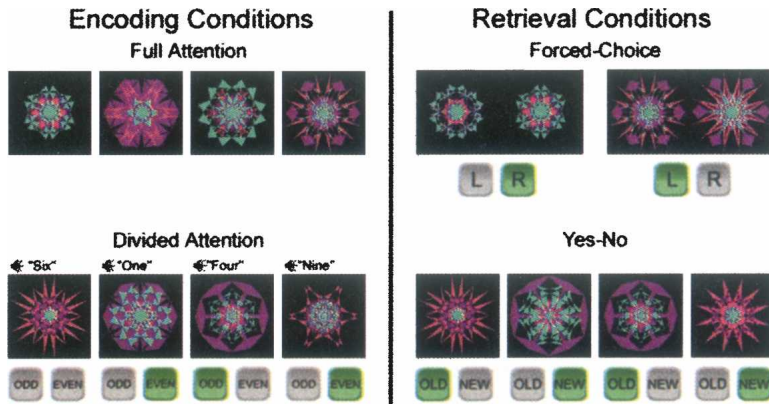 Encoding Conditions
Full Attention
Divided Attention
"Six" "One" "Four" "Nine"
ODD EVEN ODD EVEN ODD EVEN ODD EVEN
Retrieval Conditions
Forced-Choice
L R L R
Yes-No
OLD NEW OLD NEW OLD NEW OLD NEW